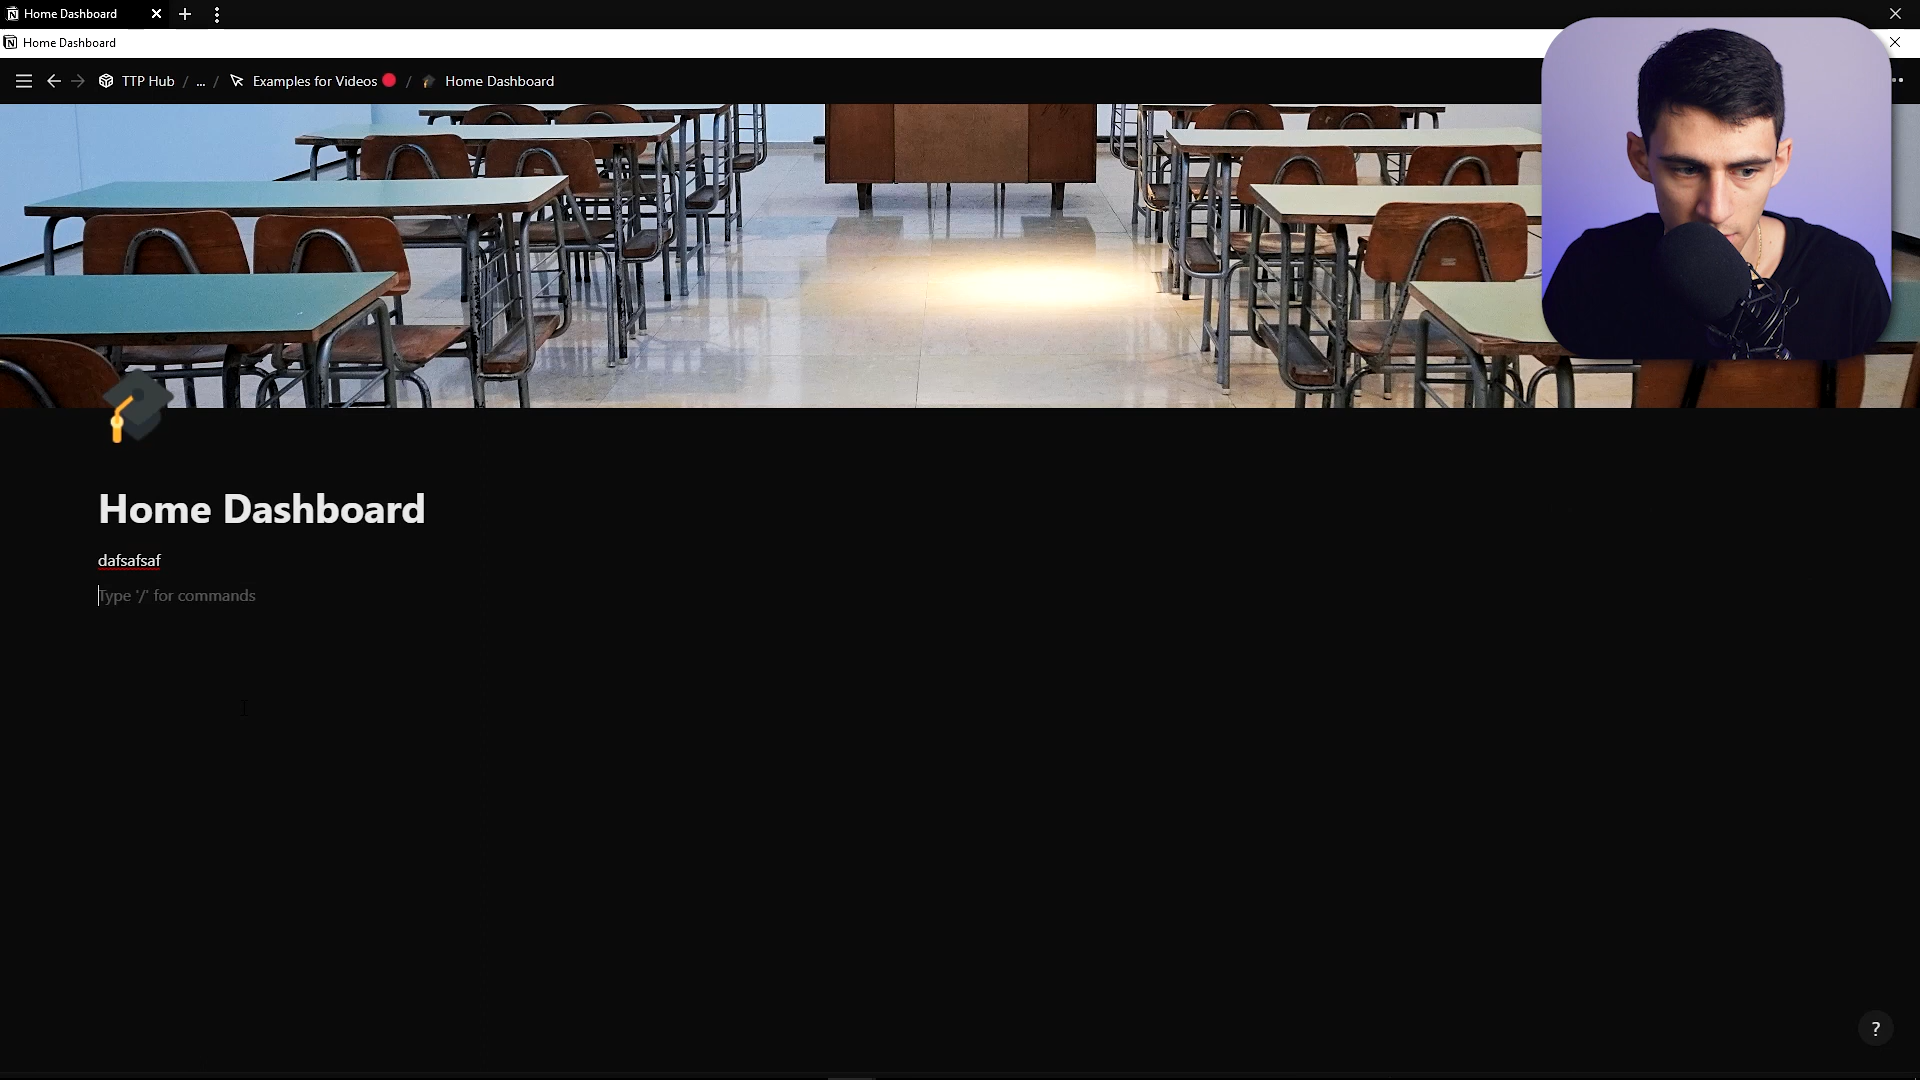 Home Dashboard
Home Dashboard
TTP Hub / ... / Examples for Videos / Home Dashboard
Home Dashboard
dafsafsaf
Type '/' for commands
?